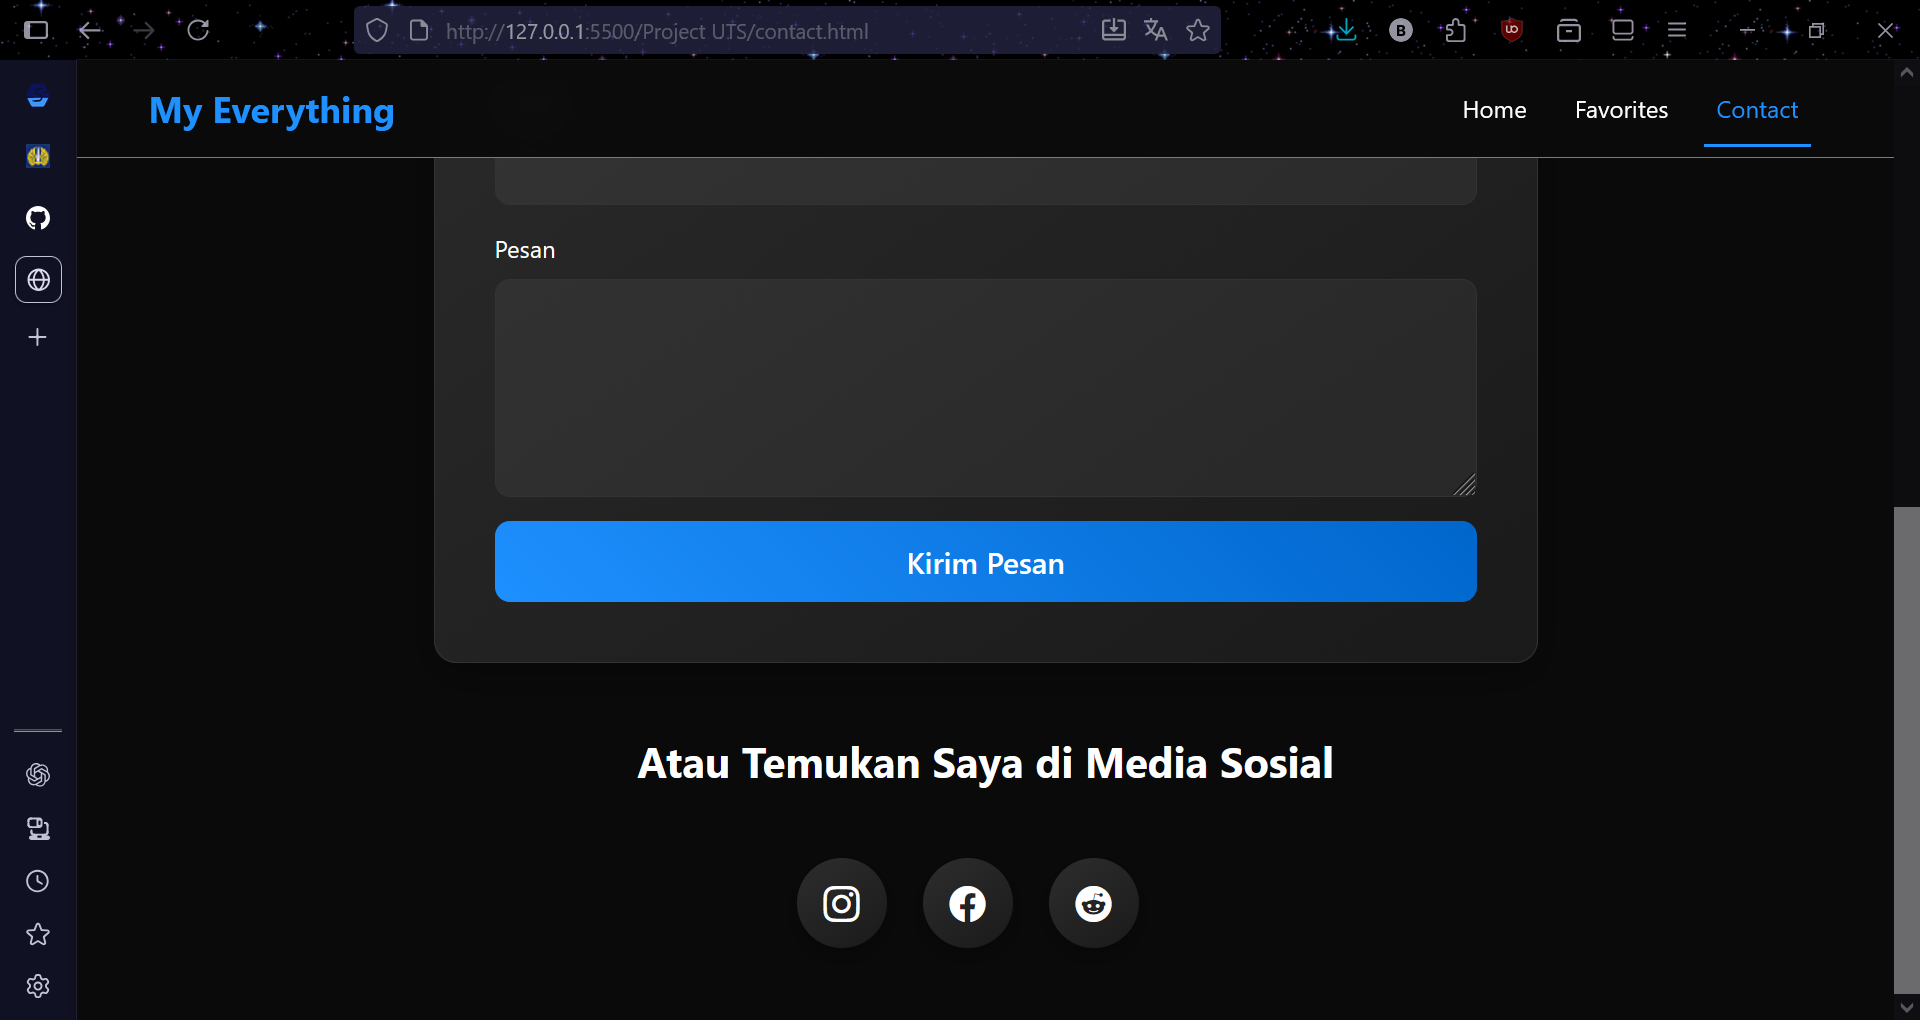 http://127.0.0.1:5500/Project UTS/contact.html
B
My Everything
Home
Favorites
Contact
Pesan
Kirim Pesan
Atau Temukan Saya di Media Sosial